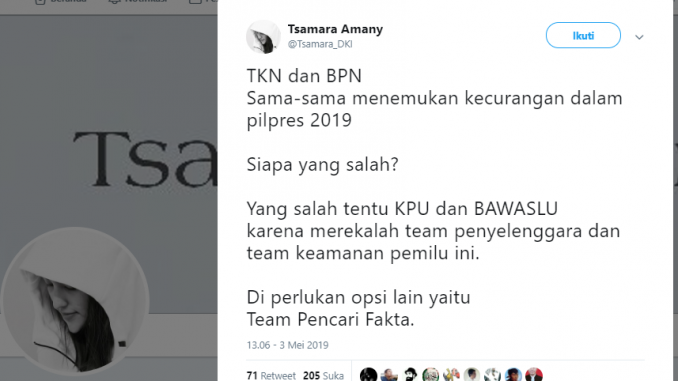 Tsamara Amany
@Tsamara_DKI
Ikuti
TKN dan BPN
Sama-sama menemukan kecurangan dalam
pilpres 2019
Siapa yang salah?
Yang salah tentu KPU dan BAWASLU
karena merekalah team penyelenggara dan
team keamanan pemilu ini.
Di perlukan opsi lain yaitu
Team Pencari Fakta.
13.06 - 3 Mei 2019
71 Retweet 205 Suka
Tsa